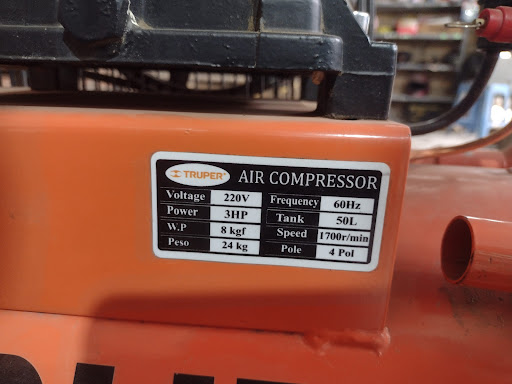 TRUPER® AIR COMPRESSOR
Voltage 220V Frequency 60Hz
Power 3HP Tank 50L
W.P 8 kgf Speed 1700r/min
Peso 24 kg Pole 4 Pol